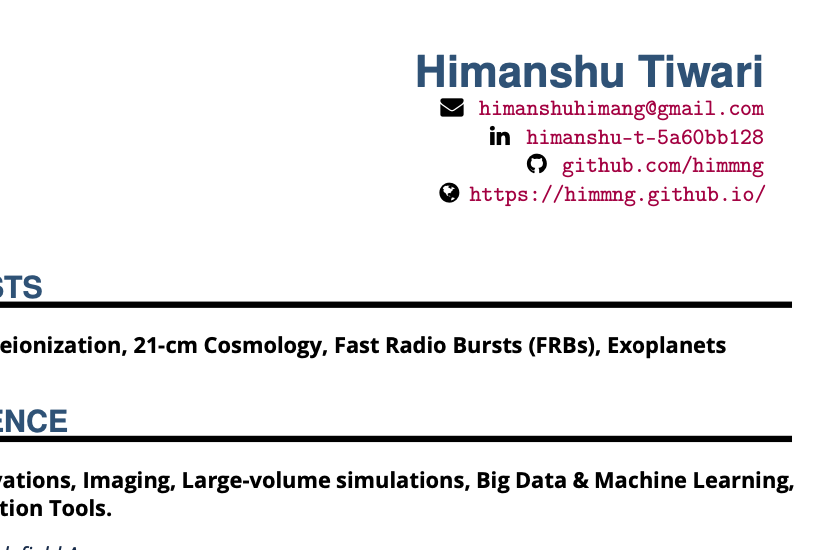 Himanshu Tiwari
himanshuhimang@gmail.com
in himanshu-t-5a60bb128
github.com/himmng
https://himmng.github.io/
STS
eionization, 21-cm Cosmology, Fast Radio Bursts (FRBs), Exoplanets
ENCE
vations, Imaging, Large-volume simulations, Big Data & Machine Learning,
tion Tools.